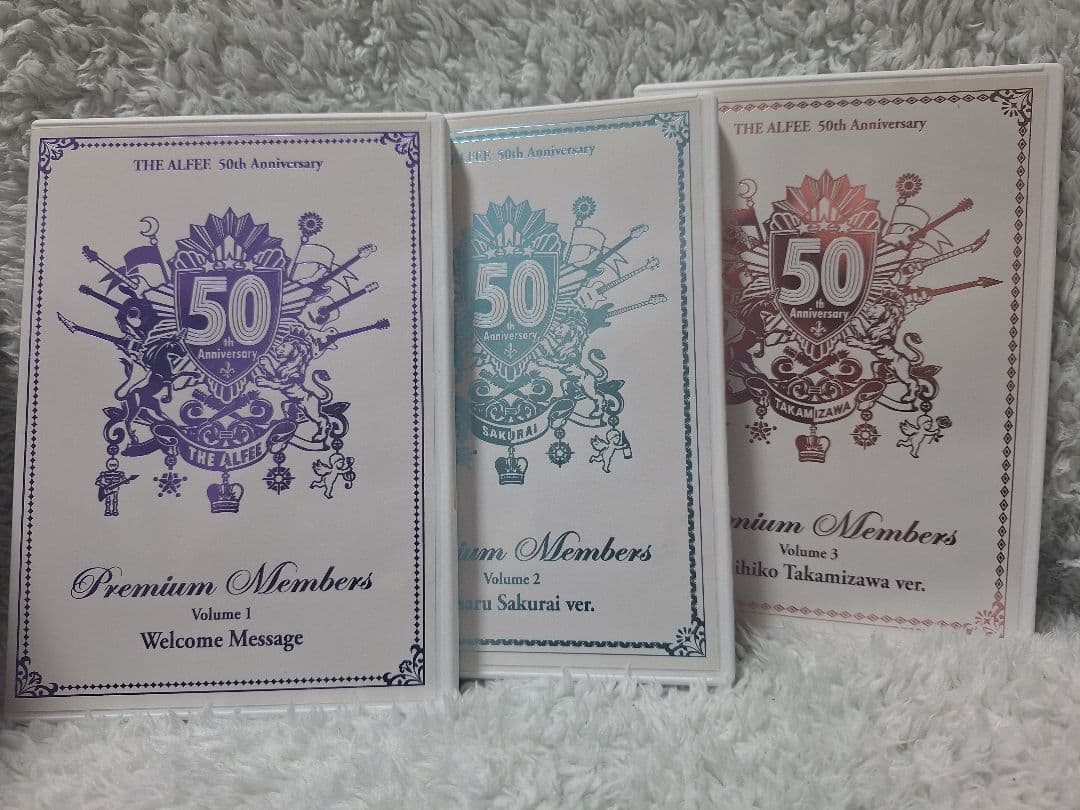 THE ALFEE 50th Anniversary
50
th
Anniversary
THE ALFEE
Premium Members
Volume 1
Welcome Message
50th Anniversary
50
th
Anniversary
SAKURAI
Members
Volume 2
Sakurai ver.
THE ALFEE 50th Anniversary
50
th
Anniversary
TAKAMIZAWA
Members
Volume 3
Takamizawa ver.